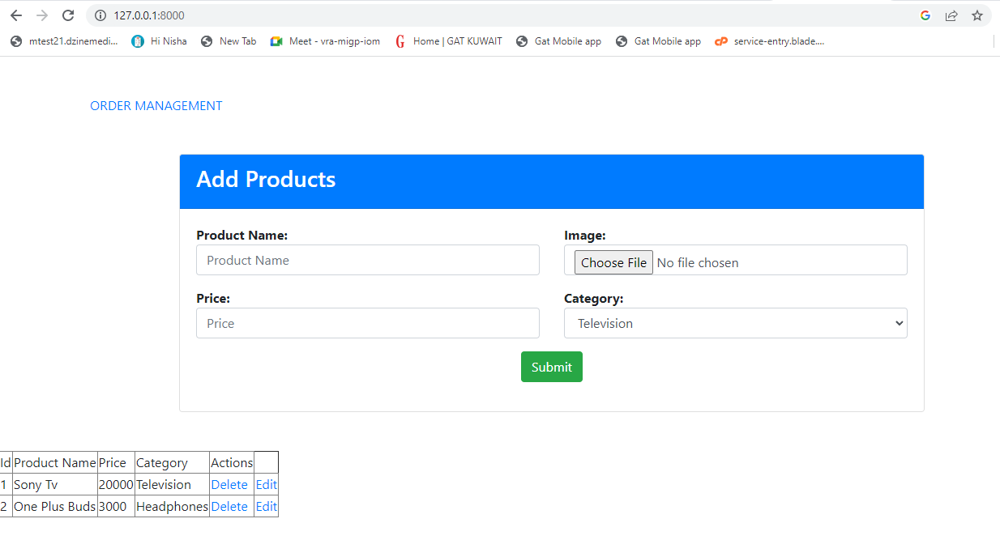 127.0.0.1:8000
mtest21.dzinemedi... Hi Nisha New Tab Meet - vra-migp-iom Home | GAT KUWAIT Gat Mobile app Gat Mobile app service-entry.blade....
ORDER MANAGEMENT
Add Products
Product Name: Image:
Product Name Choose File No file chosen
Price: Category:
Price Television
Submit
Id Product Name Price Category Actions
1 Sony Tv 20000 Television Delete Edit
2 One Plus Buds 3000 Headphones Delete Edit